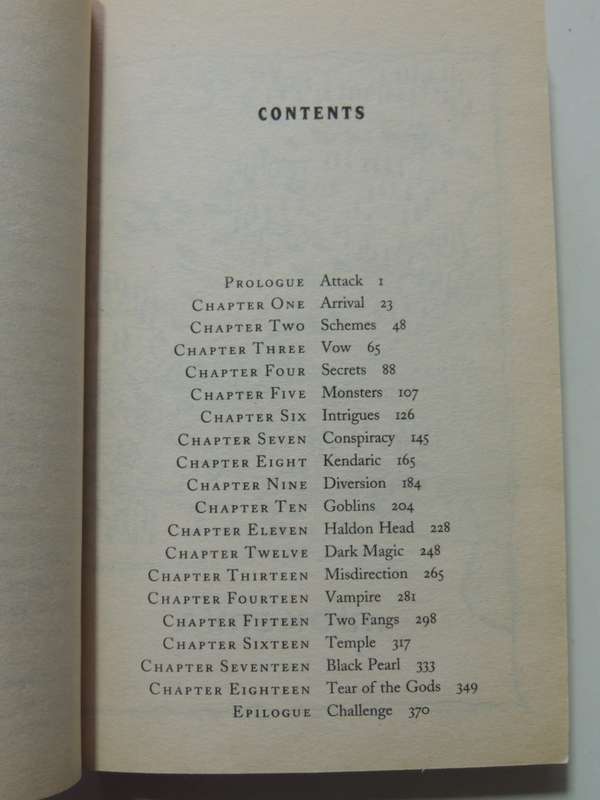 CONTENTS
PROLOGUE Attack 1
CHAPTER ONE Arrival 23
CHAPTER TWO Schemes 48
CHAPTER THREE Vow 65
CHAPTER FOUR Secrets 88
CHAPTER FIVE Monsters 107
CHAPTER SIX Intrigues 126
CHAPTER SEVEN Conspiracy 145
CHAPTER EIGHT Kendaric 165
CHAPTER NINE Diversion 184
CHAPTER TEN Goblins 204
CHAPTER ELEVEN Haldon Head 228
CHAPTER TWELVE Dark Magic 248
CHAPTER THIRTEEN Misdirection 265
CHAPTER FOURTEEN Vampire 281
CHAPTER FIFTEEN Two Fangs 298
CHAPTER SIXTEEN Temple 317
CHAPTER SEVENTEEN Black Pearl 333
CHAPTER EIGHTEEN Tear of the Gods 349
EPILOGUE Challenge 370